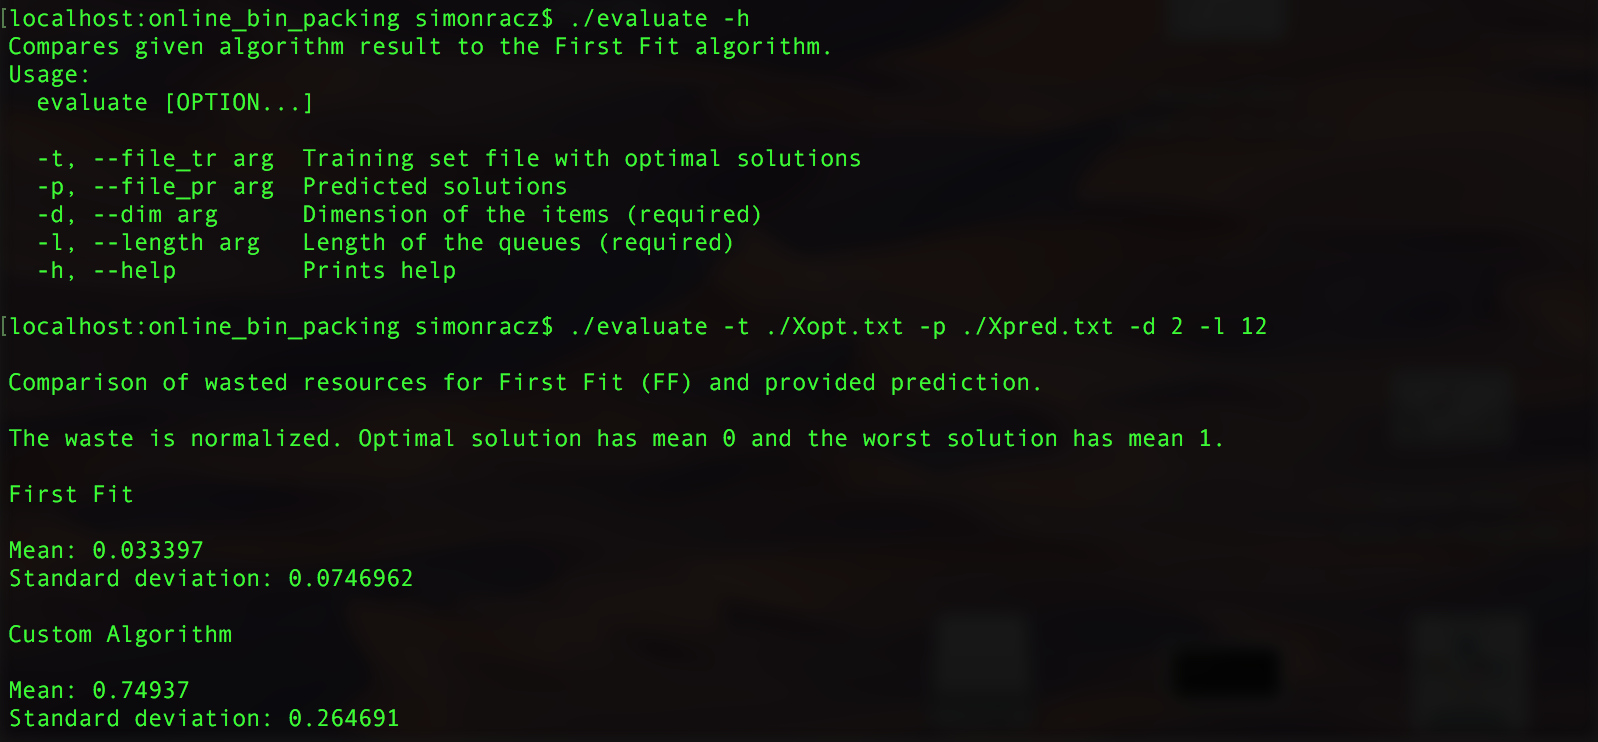 [localhost:online_bin_packing simonracz$ ./evaluate -h
Compares given algorithm result to the First Fit algorithm.
Usage:
  evaluate [OPTION...]
  -t, --file_tr arg  Training set file with optimal solutions
  -p, --file_pr arg  Predicted solutions
  -d, --dim arg      Dimension of the items (required)
  -l, --length arg   Length of the queues (required)
  -h, --help         Prints help
[localhost:online_bin_packing simonracz$ ./evaluate -t ./Xopt.txt -p ./Xpred.txt -d 2 -l 12
Comparison of wasted resources for First Fit (FF) and provided prediction.
The waste is normalized. Optimal solution has mean 0 and the worst solution has mean 1.
First Fit
Mean: 0.033397
Standard deviation: 0.0746962
Custom Algorithm
Mean: 0.74937
Standard deviation: 0.264691